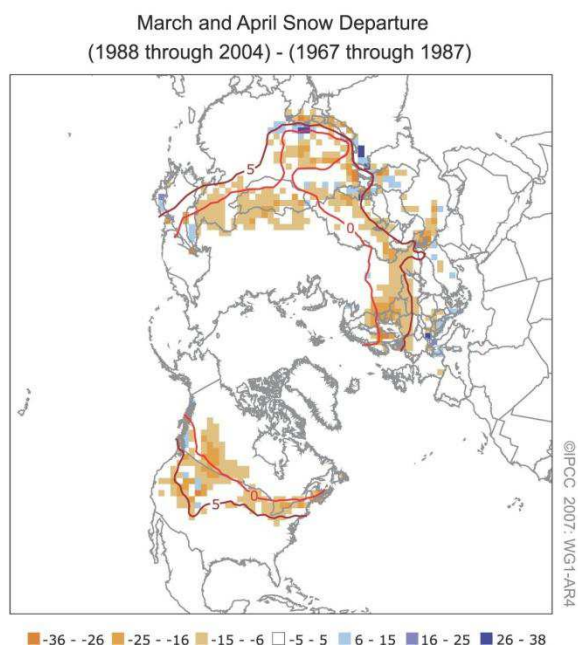 March and April Snow Departure
(1988 through 2004) - (1967 through 1987)
5
0
0
5
©IPCC 2007: WG1-AR4
-36 - -26 -25 - -16 -15 - -6 -5 - 5 6 - 15 16 - 25 26 - 38